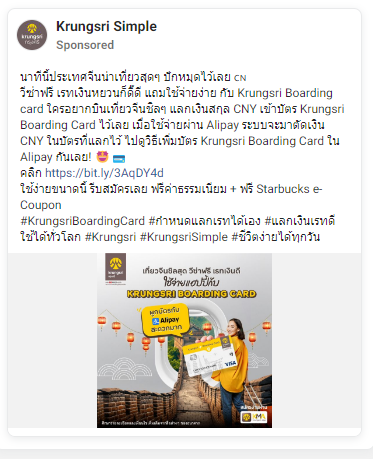 Krungsri Simple
Sponsored
นาทีนี้ประเทศจีนน่าเที่ยวสุดๆ ปักหมุดไว้เลย CN
วีซ่าฟรี เรทเงินหยวนก็ดี๊ดี แถมใช้จ่ายง่าย กับ Krungsri Boarding
card ใครอยากบินเที่ยวจีนชิลๆ แลกเงินสกุล CNY เข้าบัตร Krungsri
Boarding Card ไว้เลย เมื่อใช้จ่ายผ่าน Alipay ระบบจะมาตัดเงิน
CNY ในบัตรที่แลกไว้ ไปดูวิธีเพิ่มบัตร Krungsri Boarding Card ใน
Alipay กันเลย! 🤩 💳
คลิก https://bit.ly/3AqDY4d
ใช้ง่ายขนาดนี้ รีบสมัครเลย ฟรีค่าธรรมเนียม + ฟรี Starbucks e-
Coupon
#KrungsriBoardingCard #กำหนดแลกเรทได้เอง #แลกเงินเรทดี
ใช้ได้ทั่วโลก #Krungsri #KrungsriSimple #ชีวิตง่ายได้ทุกวัน
krungsri
กรุงศรี
เที่ยวจีนชิลสุด วีซ่าฟรี เรทเงินดี
ใช้จ่ายแฮปปี้กับ
KRUNGSRI BOARDING CARD
ผูกบัตรกับ
Alipay
สะดวกมาก
VISA
สมัครผ่าน
KMA